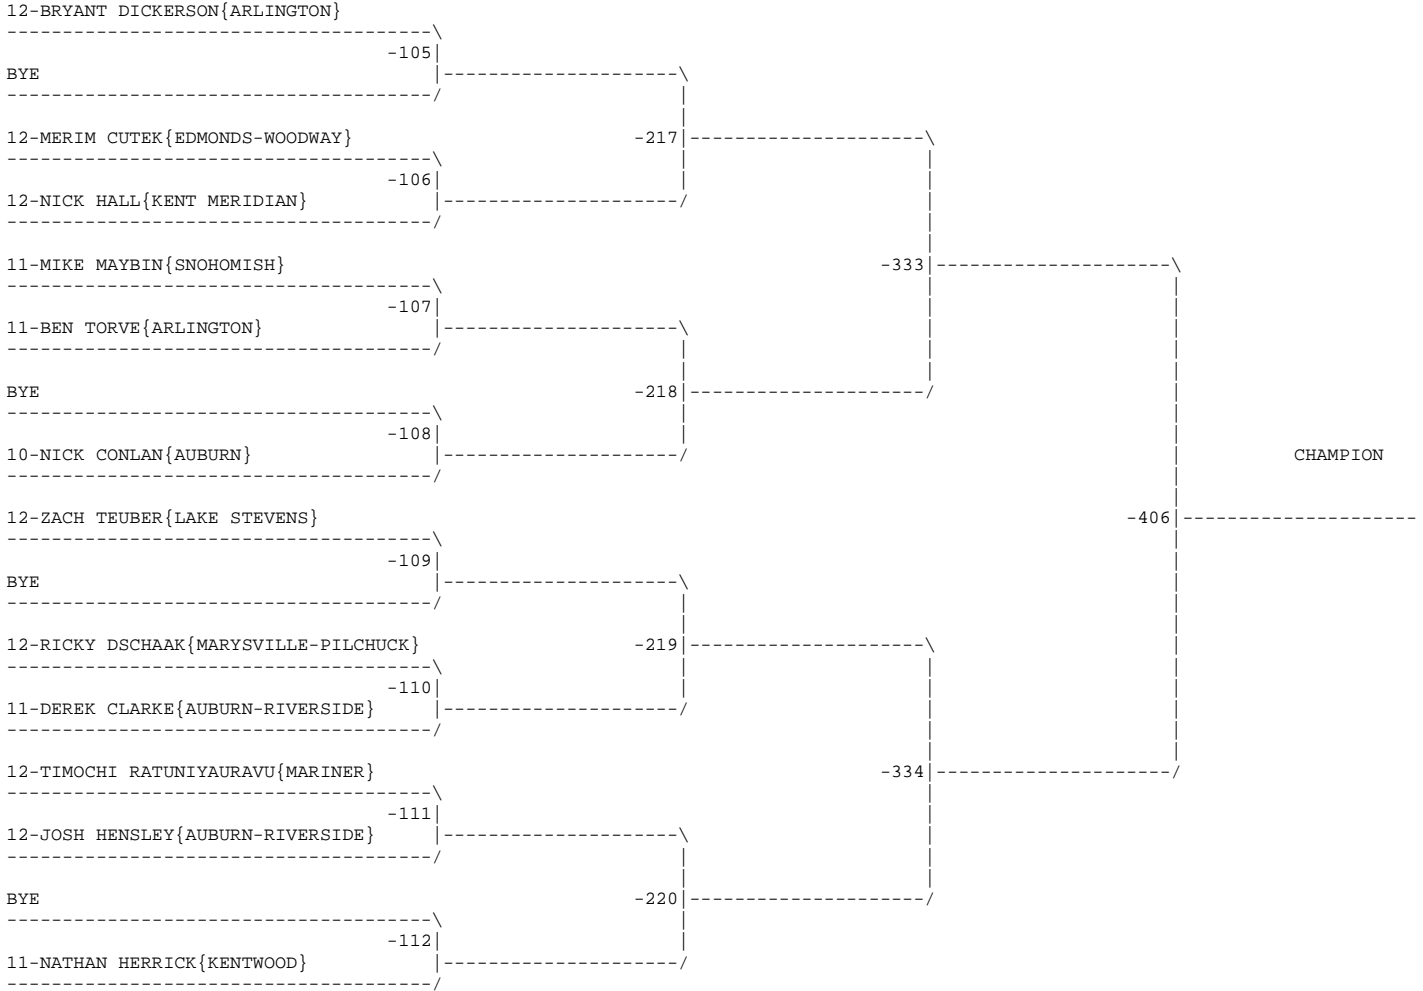 12-BRYANT DICKERSON{ARLINGTON}
-105
BYE
12-MERIM CUTEK{EDMONDS-WOODWAY}
-217
-106
12-NICK HALL{KENT MERIDIAN}
11-MIKE MAYBIN{SNOHOMISH}
-333
-107
11-BEN TORVE{ARLINGTON}
BYE
-218
-108
10-NICK CONLAN{AUBURN}
CHAMPION
12-ZACH TEUBER{LAKE STEVENS}
-406
-109
BYE
12-RICKY DSCHAAK{MARYSVILLE-PILCHUCK}
-219
-110
11-DEREK CLARKE{AUBURN-RIVERSIDE}
12-TIMOCHI RATUNIYAURAVU{MARINER}
-334
-111
12-JOSH HENSLEY{AUBURN-RIVERSIDE}
BYE
-220
-112
11-NATHAN HERRICK{KENTWOOD}